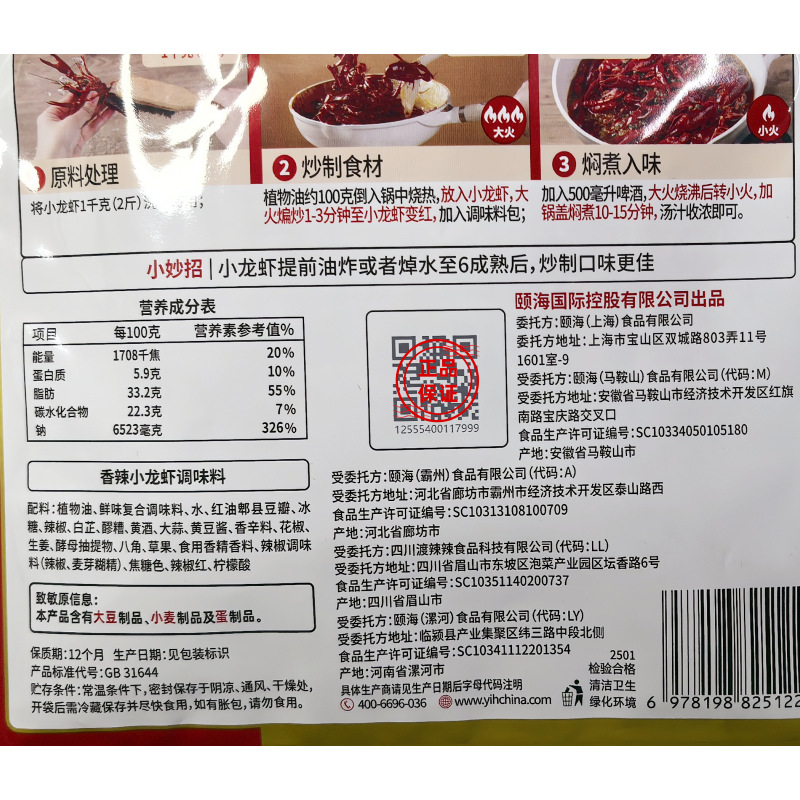 大火
小火
1 原料处理
2 炒制食材
3 焖煮入味
将小龙虾1千克(2斤)
植物油约100克倒入锅中烧热,放入小龙虾,大
火煸炒1-3分钟至小龙虾变红,加入调味料包;
加入500毫升啤酒,大火烧沸后转小火,加
锅盖焖煮10-15分钟,汤汁收浓即可。
小妙招 | 小龙虾提前油炸或者焯水至6成熟后,炒制口味更佳
营养成分表
项目 每100克 营养素参考值%
能量 1708千焦 20%
蛋白质 5.9克 10%
脂肪 33.2克 55%
碳水化合物 22.3克 7%
钠 6523毫克 326%
正品
保证
12555400117999
香辣小龙虾调味料
配料:植物油、鲜味复合调味料、水、红油郫县豆瓣、冰
糖、辣椒、白芷、醪糟、黄酒、大蒜、黄豆酱、香辛料、花椒、
生姜、酵母抽提物、八角、草果、食用香精香料、辣椒调味
料(辣椒、麦芽糊精)、焦糖色、辣椒红、柠檬酸
致敏原信息:
本产品含有大豆制品、小麦制品及蛋制品。
保质期:12个月 生产日期:见包装标识
产品标准代号:GB 31644
贮存条件:常温条件下,密封保存于阴凉、通风、干燥处,
开袋后需冷藏保存并尽快食用,如有胀包,请勿食用。
颐海国际控股有限公司出品
委托方:颐海(上海)食品有限公司
委托方地址:上海市宝山区双城路803弄11号
1601室-9
受委托方:颐海(马鞍山)食品有限公司(代码:M)
受委托方地址:安徽省马鞍山市经济技术开发区红旗
南路宝庆路交叉口
食品生产许可证编号:SC10334050105180
产地:安徽省马鞍山市
受委托方:颐海(霸州)食品有限公司(代码:A)
受委托方地址:河北省廊坊市霸州市经济技术开发区泰山路西
食品生产许可证编号:SC10313108100709
产地:河北省廊坊市
受委托方:四川渡辣辣食品科技有限公司(代码:LL)
受委托方地址:四川省眉山市东坡区泡菜产业园区坛香路6号
食品生产许可证编号:SC10351140200737
产地:四川省眉山市
受委托方:颐海(漯河)食品有限公司(代码:LY)
受委托方地址:临颍县产业集聚区纬三路中段北侧
食品生产许可证编号:SC10341112201354
产地:河南省漯河市
具体生产商请见生产日期后字母代码注明
400-6696-036 www.yihchina.com
2501
检验合格
清洁卫生
绿化环境
6 978198 825122